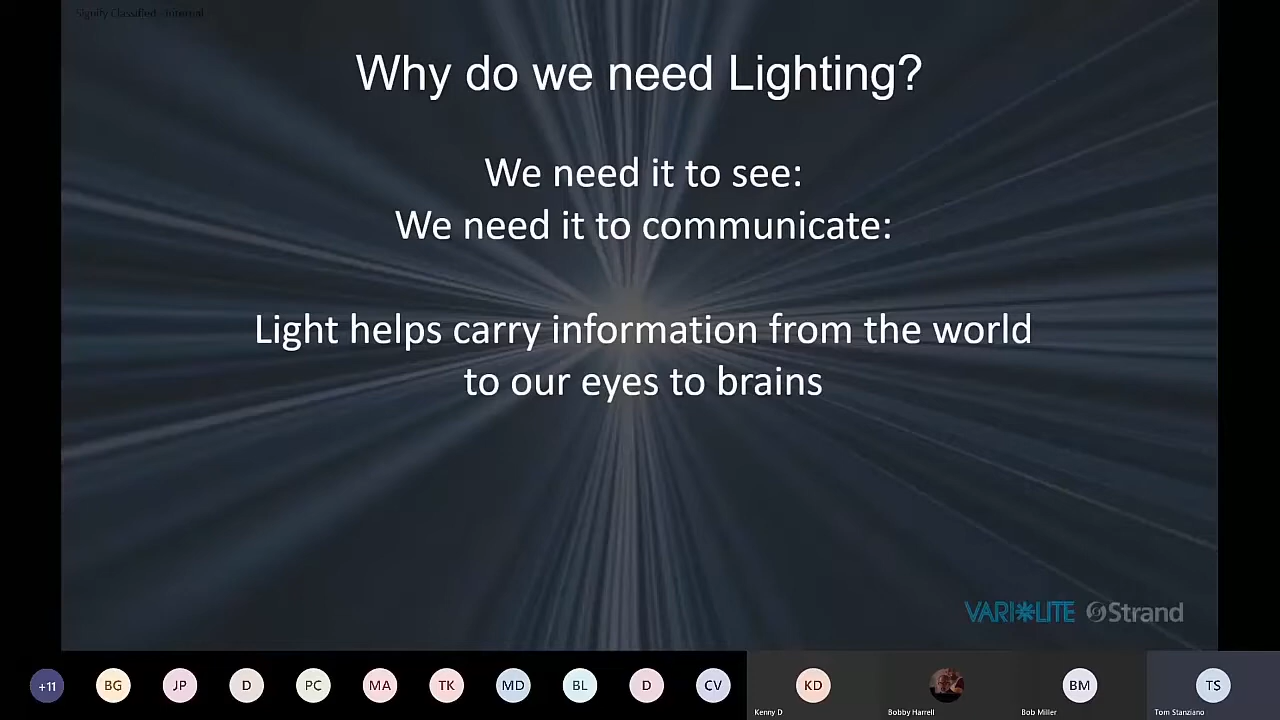 Signify Classified - Internal
Why do we need Lighting?
We need it to see:
We need it to communicate:
Light helps carry information from the world
to our eyes to brains
VARI LITE Strand
+11 BG JP D PC MA TK MD BL D CV KD BM TS
Kenny D Bobby Harrell Bob Miller Tom Stanziano